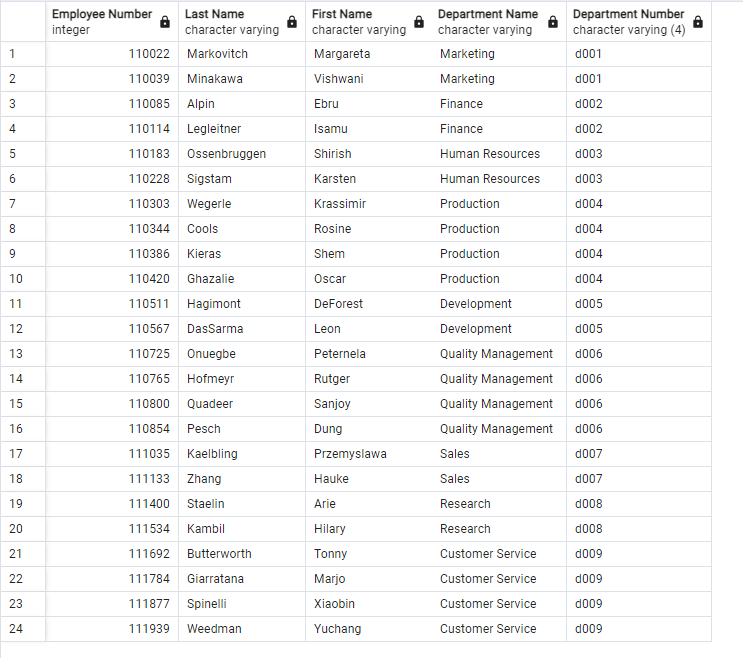 Employee Number Last Name First Name Department Name Department Number
integer character varying character varying character varying character varying (4)
1 110022 Markovitch Margareta Marketing d001
2 110039 Minakawa Vishwani Marketing d001
3 110085 Alpin Ebru Finance d002
4 110114 Legleitner Isamu Finance d002
5 110183 Ossenbruggen Shirish Human Resources d003
6 110228 Sigstam Karsten Human Resources d003
7 110303 Wegerle Krassimir Production d004
8 110344 Cools Rosine Production d004
9 110386 Kieras Shem Production d004
10 110420 Ghazalie Oscar Production d004
11 110511 Hagimont DeForest Development d005
12 110567 DasSarma Leon Development d005
13 110725 Onuegbe Peternela Quality Management d006
14 110765 Hofmeyr Rutger Quality Management d006
15 110800 Quadeer Sanjoy Quality Management d006
16 110854 Pesch Dung Quality Management d006
17 111035 Kaelbling Przemyslawa Sales d007
18 111133 Zhang Hauke Sales d007
19 111400 Staelin Arie Research d008
20 111534 Kambil Hilary Research d008
21 111692 Butterworth Tonny Customer Service d009
22 111784 Giarratana Marjo Customer Service d009
23 111877 Spinelli Xiaobin Customer Service d009
24 111939 Weedman Yuchang Customer Service d009